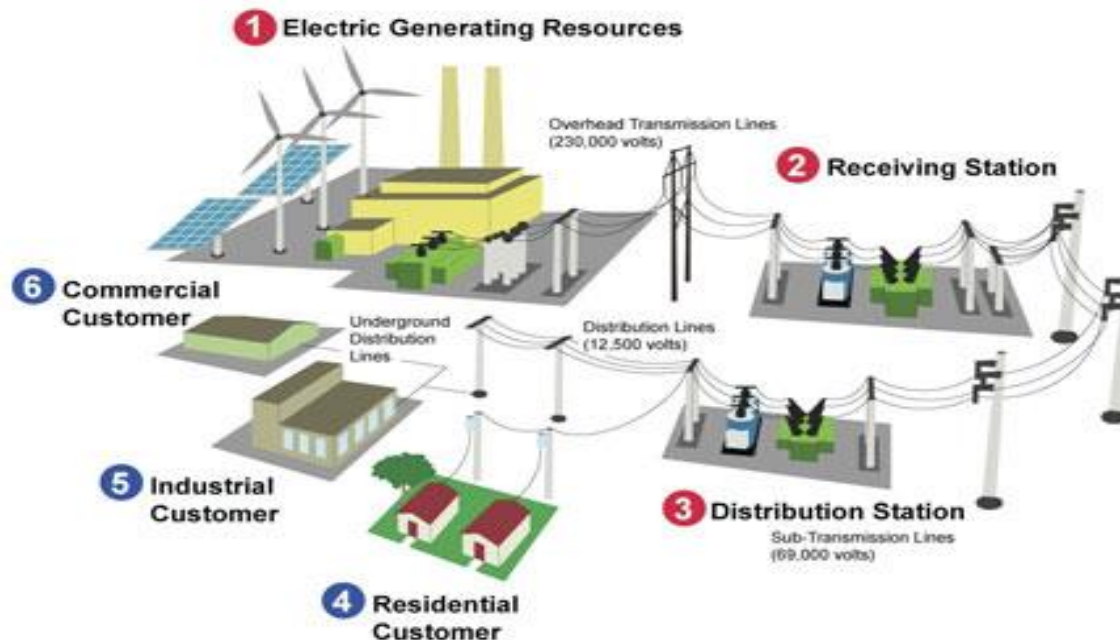 1 Electric Generating Resources
Overhead Transmission Lines
(230,000 volts)
2 Receiving Station
6 Commercial
Customer
Underground
Distribution
Lines
Distribution Lines
(12,500 volts)
5 Industrial
Customer
3 Distribution Station
Sub-Transmission Lines
(69,000 volts)
4 Residential
Customer